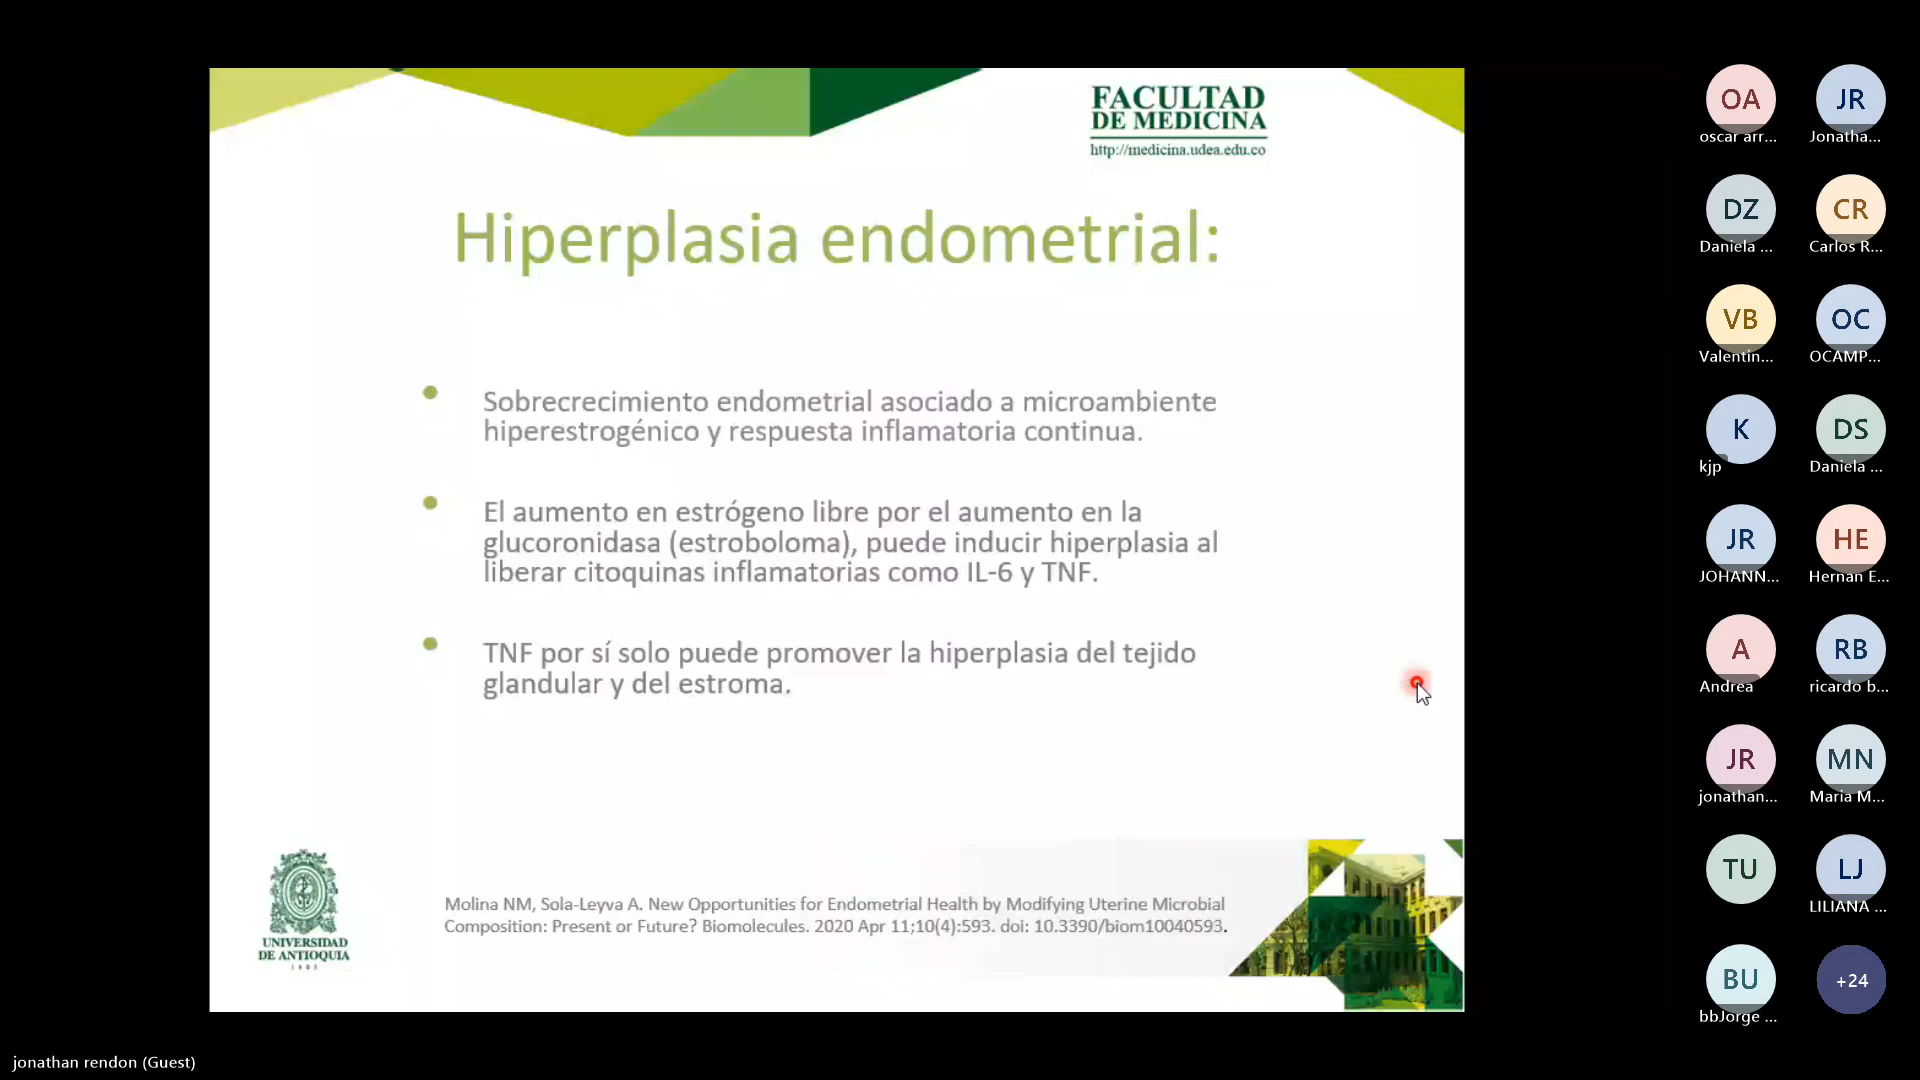 FACULTAD
DE MEDICINA
http://medicina.udea.edu.co
Hiperplasia endometrial:
Sobrecrecimiento endometrial asociado a microambiente
hiperestrogénico y respuesta inflamatoria continua.
El aumento en estrógeno libre por el aumento en la
glucoronidasa (estroboloma), puede inducir hiperplasia al
liberar citoquinas inflamatorias como IL-6 y TNF.
TNF por sí solo puede promover la hiperplasia del tejido
glandular y del estroma.
UNIVERSIDAD
DE ANTIOQUIA
1803
Molina NM, Sola-Leyva A. New Opportunities for Endometrial Health by Modifying Uterine Microbial
Composition: Present or Future? Biomolecules. 2020 Apr 11;10(4):593. doi: 10.3390/biom10040593.
OA
oscar arr...
JR
Jonatha...
DZ
Daniela ...
CR
Carlos R...
VB
Valentin...
OC
OCAMP...
K
kjp
DS
Daniela ...
JR
JOHANN...
HE
Hernan E...
A
Andrea
RB
ricardo b...
JR
jonathan...
MN
Maria M...
TU
LJ
LILIANA ...
BU
bbJorge ...
+24
jonathan rendon (Guest)